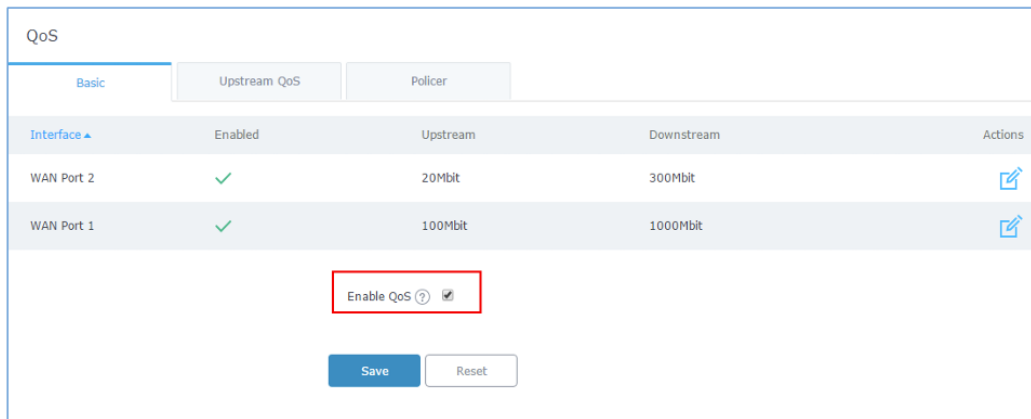 QoS
Basic Upstream QoS Policer
Interface Enabled Upstream Downstream Actions
WAN Port 2 20Mbit 300Mbit
WAN Port 1 100Mbit 1000Mbit
Enable QoS ?
Save Reset